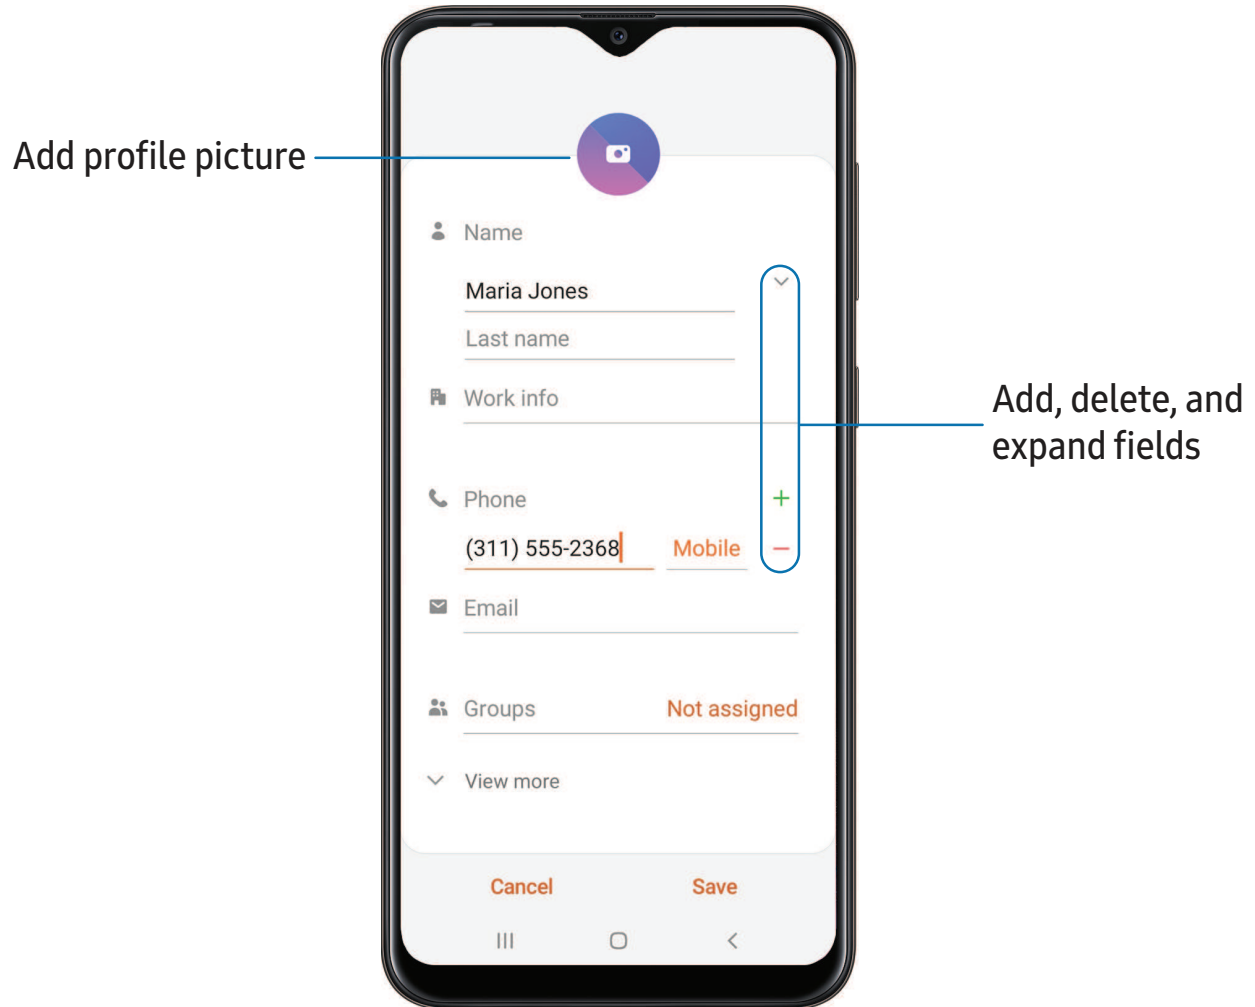 Add profile picture
Name
Maria Jones
Last name
Work info
Add, delete, and
expand fields
Phone
(311) 555-2368 Mobile
Email
Groups Not assigned
View more
Cancel Save